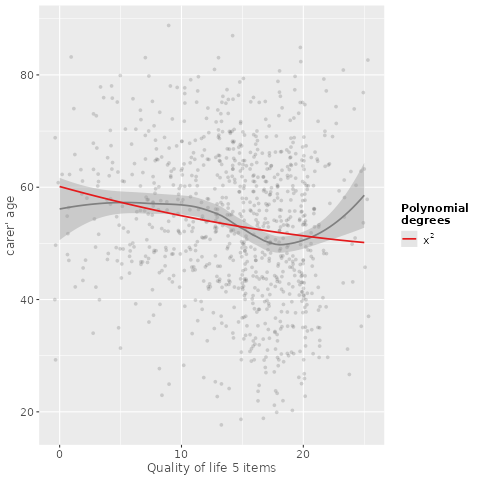 80
60
40
20
carer' age
0 10 20
Quality of life 5 items
Polynomial
degrees
x²